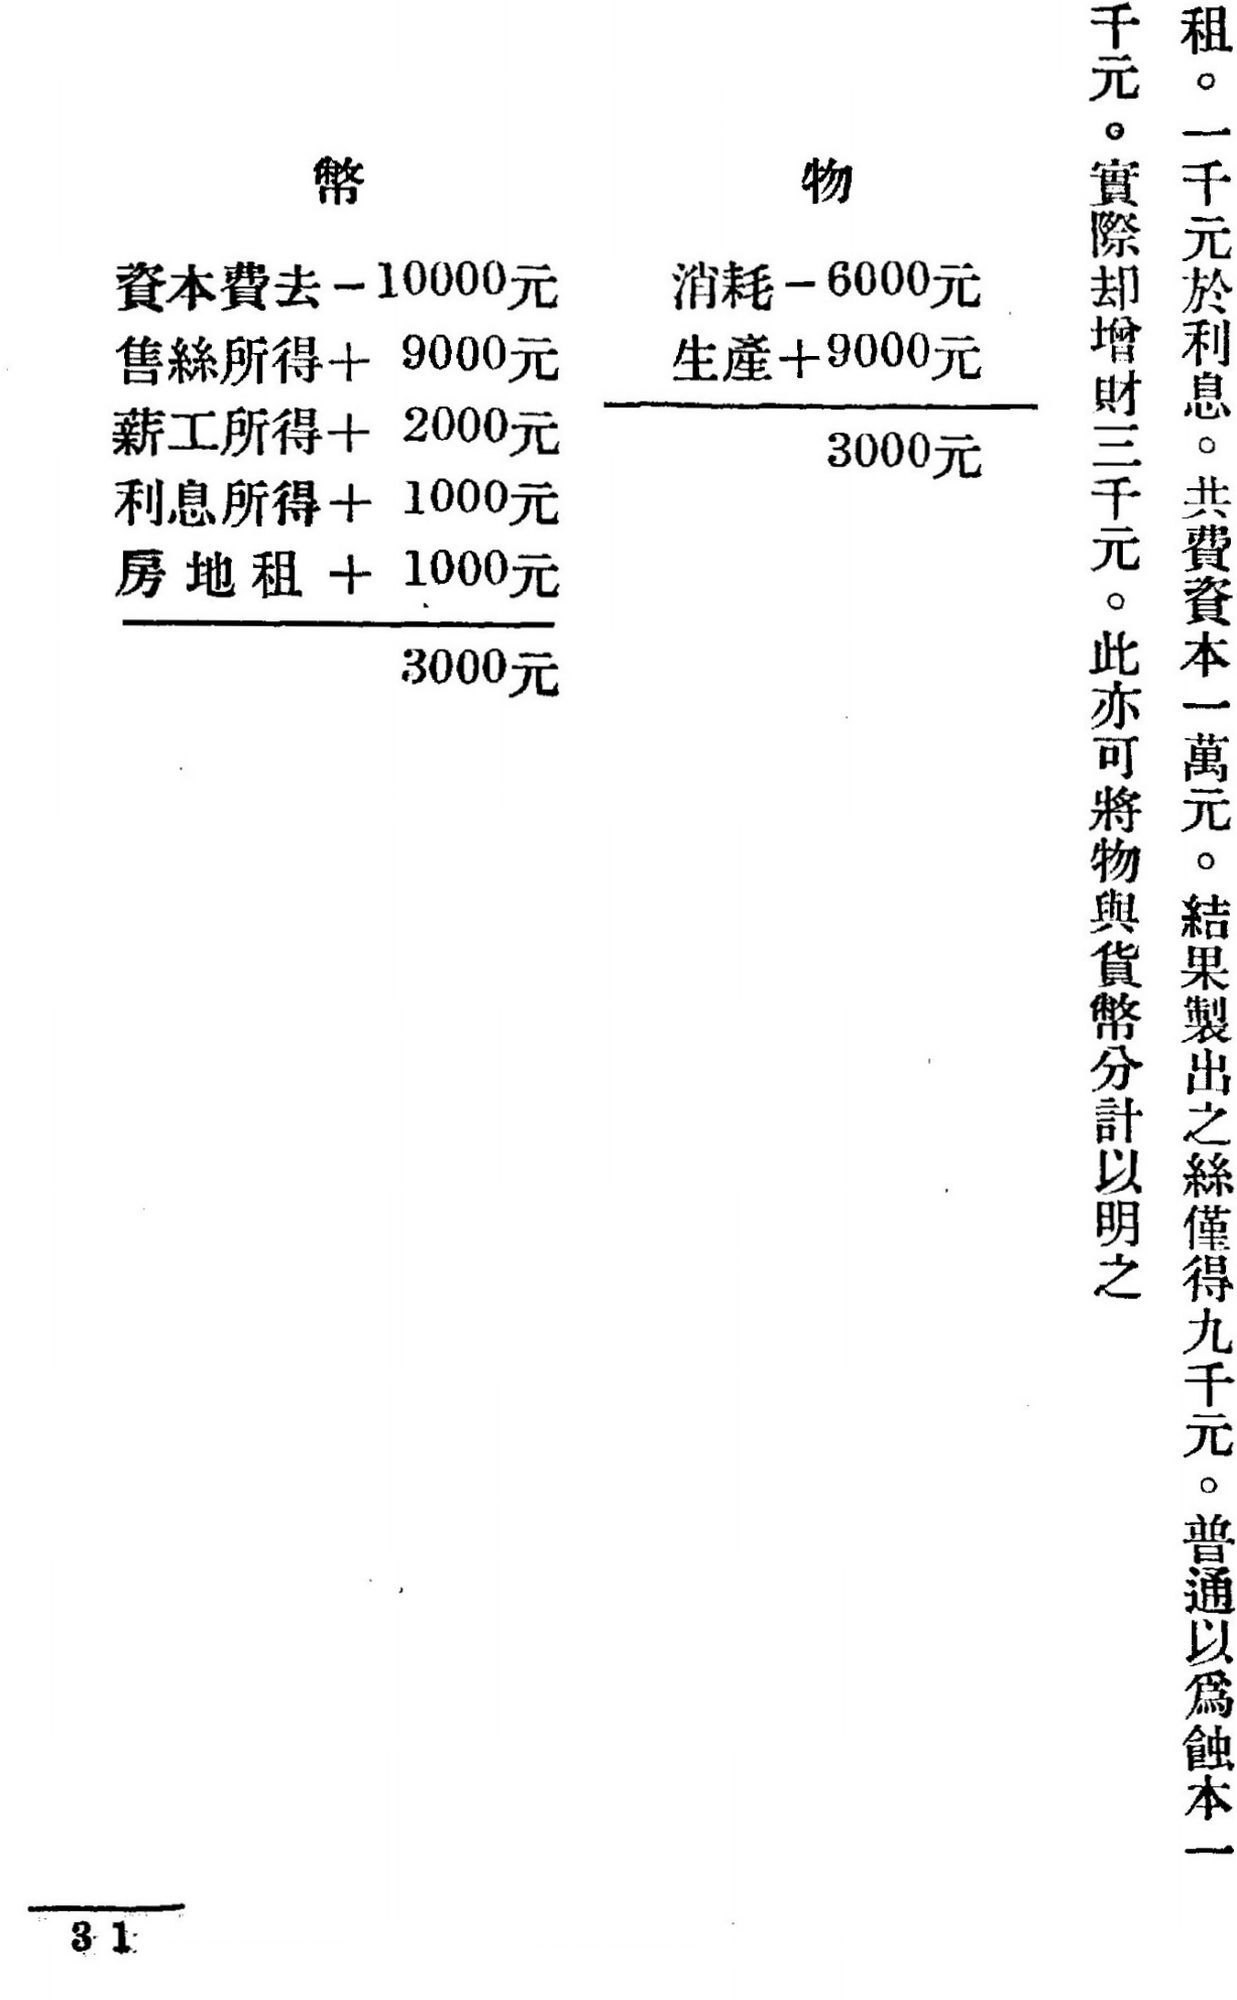 租。一千元於利息。共費資本一萬元。結果製出之絲僅得九千元。普通以爲蝕本一
千元。實際却增財三千元。此亦可將物與貨幣分計以明之
物
消耗－6000元
生產＋9000元
3000元
幣
資本費去－10000元
售絲所得＋ 9000元
薪工所得＋ 2000元
利息所得＋ 1000元
房地租 ＋ 1000元
3000元
31